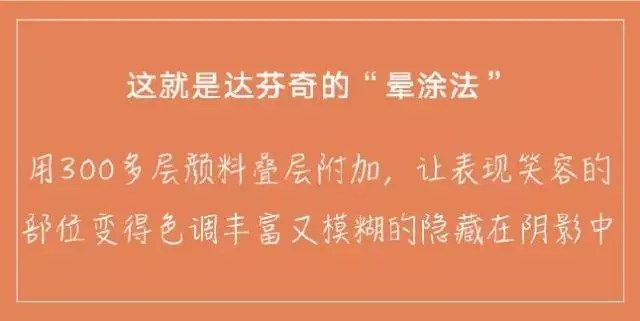 这就是达芬奇的“晕涂法”
用300多层颜料叠层附加，让表现笑容的
部位变得色调丰富又模糊的隐藏在阴影中